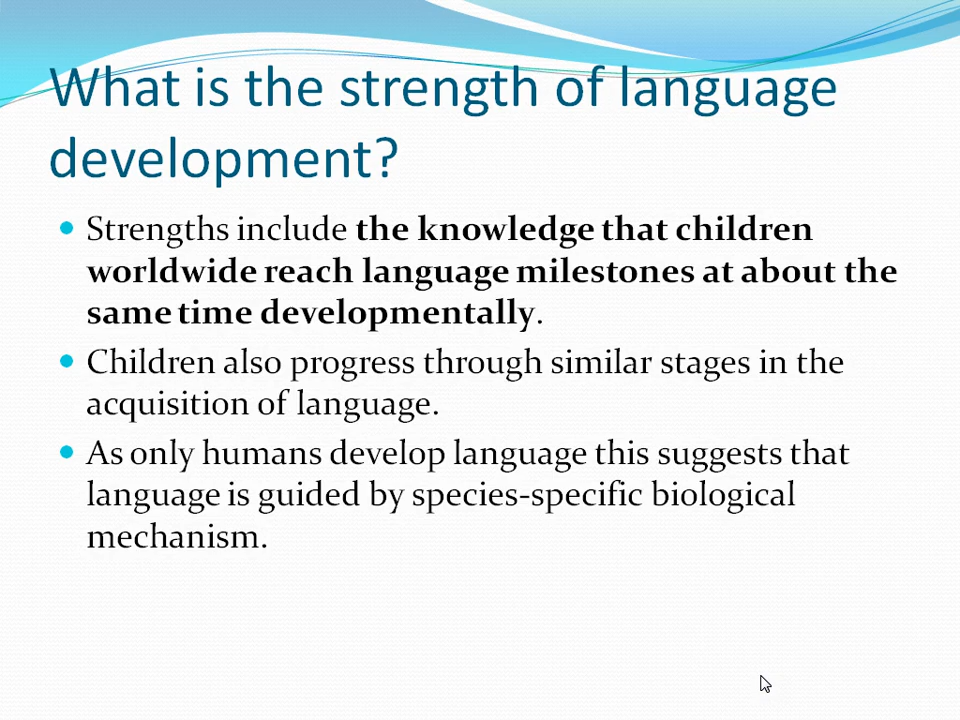 What is the strength of language
development?
Strengths include the knowledge that children
worldwide reach language milestones at about the
same time developmentally.
Children also progress through similar stages in the
acquisition of language.
As only humans develop language this suggests that
language is guided by species-specific biological
mechanism.